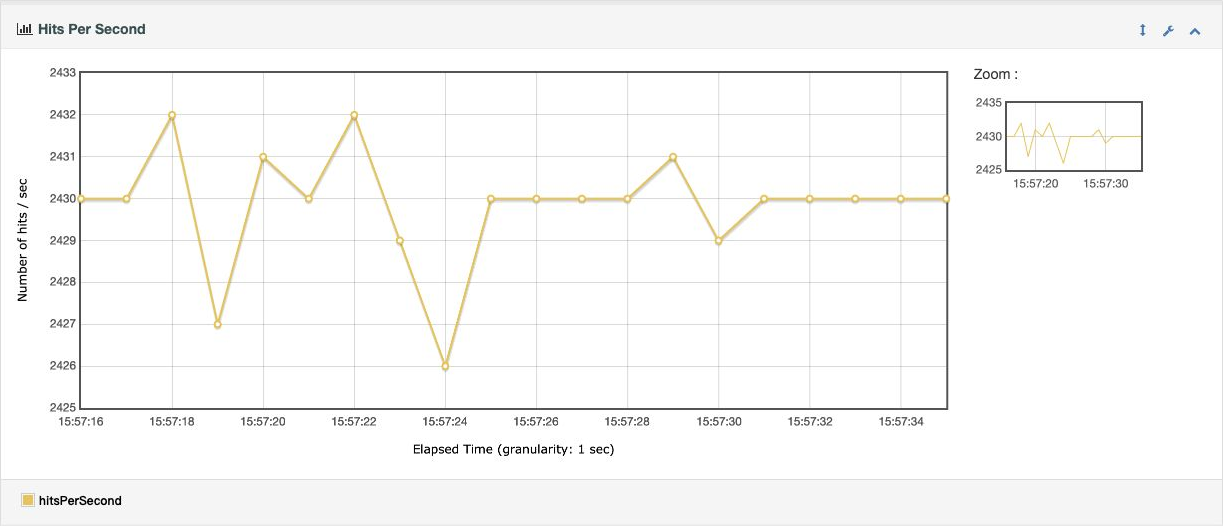 Hits Per Second
Zoom :
2433
2432
2431
2430
2429
2428
2427
2426
2425
Number of hits / sec
15:57:16 15:57:18 15:57:20 15:57:22 15:57:24 15:57:26 15:57:28 15:57:30 15:57:32 15:57:34
Elapsed Time (granularity: 1 sec)
2435
2430
2425
15:57:20 15:57:30
hitsPerSecond